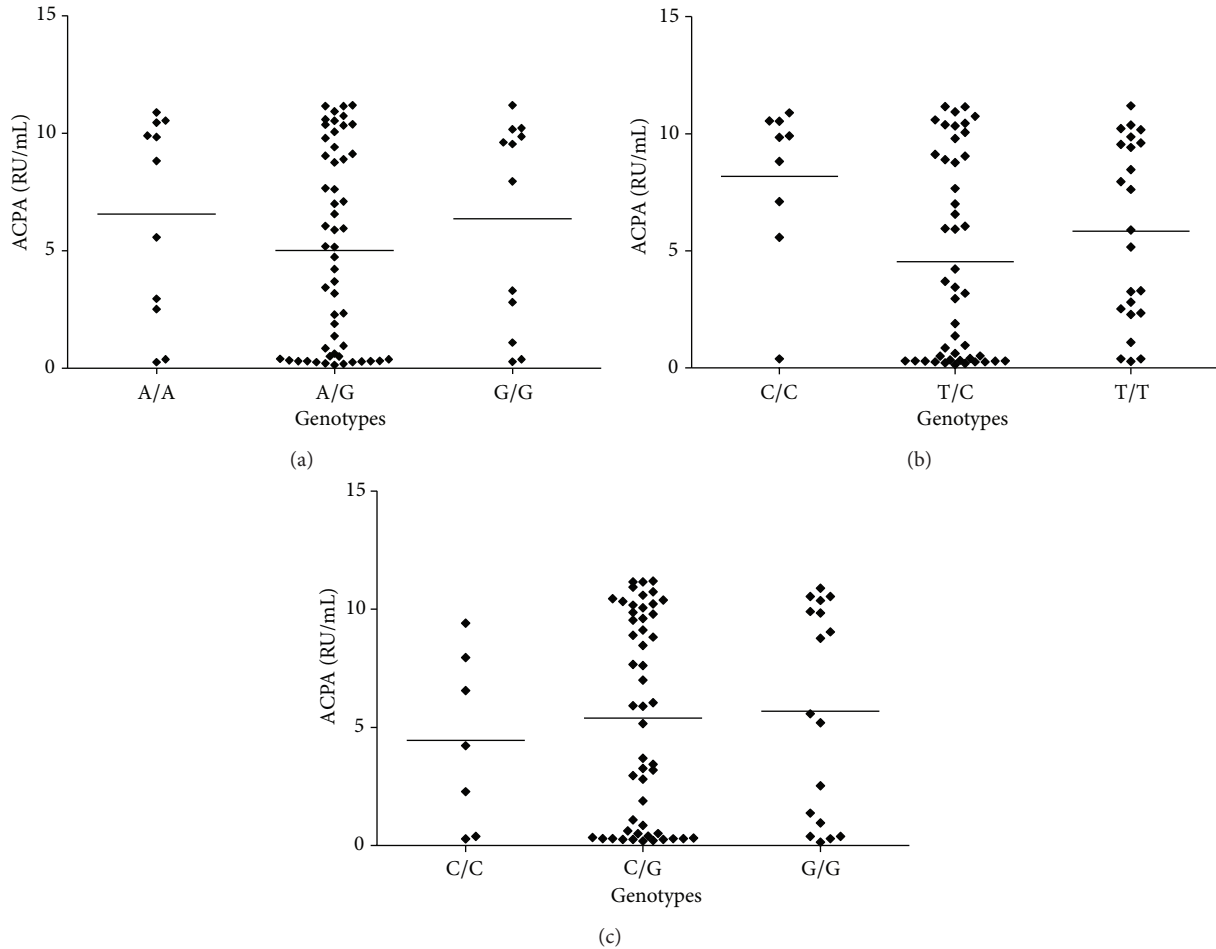 15
10
5
0
ACPA (RU/mL)
A/A
A/G
G/G
Genotypes
(a)
15
10
5
0
ACPA (RU/mL)
C/C
T/C
T/T
Genotypes
(b)
15
10
5
0
ACPA (RU/mL)
C/C
C/G
G/G
Genotypes
(c)